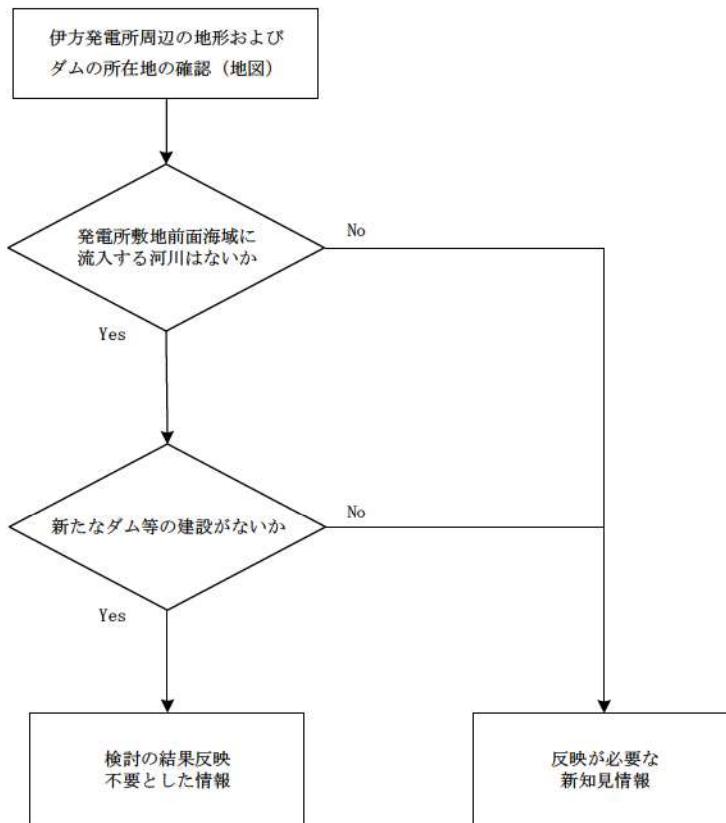 伊方発電所周辺の地形および
ダムの所在地の確認（地図）
発電所敷地前面海域に
流入する河川はないか
No
Yes
新たなダム等の建設がないか
No
Yes
検討の結果反映
不要とした情報
反映が必要な
新知見情報